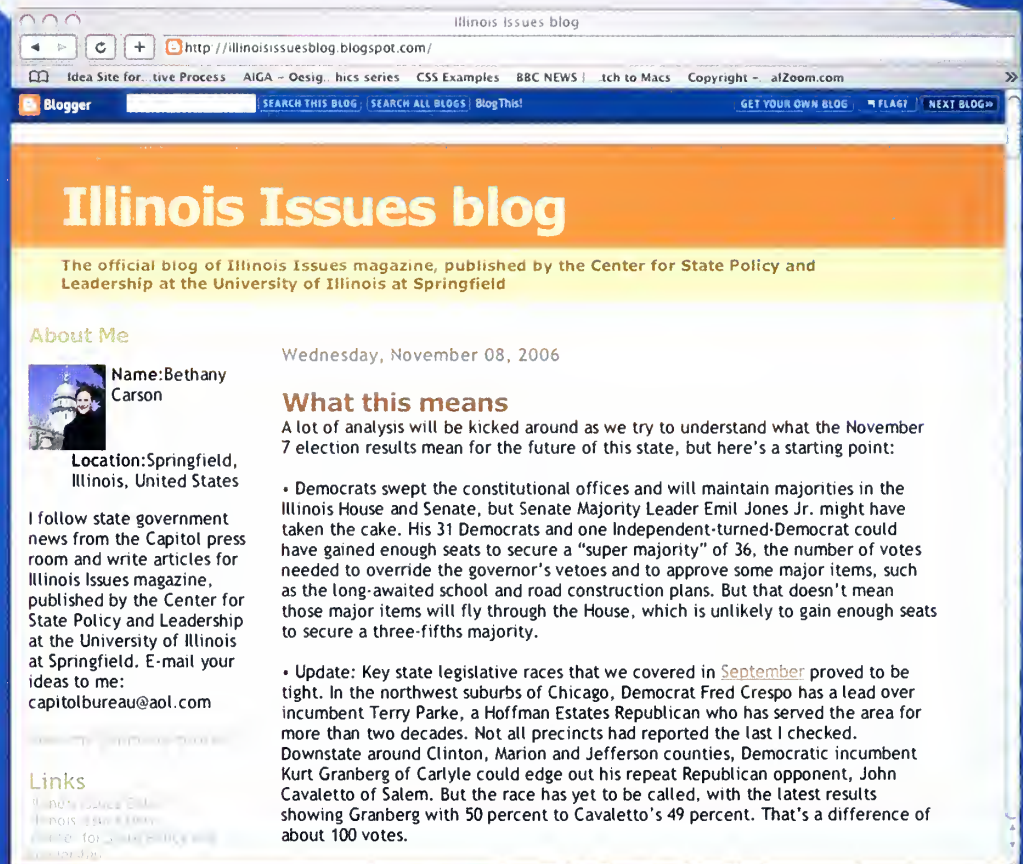 Illinois Issues blog
http://illinoisissuesblog.blogspot.com/
Idea Site for...tive Process AIGA – Oesig...hics series CSS Examples BBC NEWS | ...tch to Macs Copyright –...alZoom.com »
Blogger SEARCH THIS BLOG SEARCH ALL BLOGS BlogThis! GET YOUR OWN BLOG FLAG? NEXT BLOG»
Illinois Issues blog
The official blog of Illinois Issues magazine, published by the Center for State Policy and
Leadership at the University of Illinois at Springfield
About Me
Name:Bethany
Carson
Location:Springfield,
Illinois, United States
I follow state government
news from the Capitol press
room and write articles for
Illinois Issues magazine,
published by the Center for
State Policy and Leadership
at the University of Illinois
at Springfield. E-mail your
ideas to me:
capitolbureau@aol.com
Links
Wednesday, November 08, 2006
What this means
A lot of analysis will be kicked around as we try to understand what the November
7 election results mean for the future of this state, but here's a starting point:
• Democrats swept the constitutional offices and will maintain majorities in the
Illinois House and Senate, but Senate Majority Leader Emil Jones Jr. might have
taken the cake. His 31 Democrats and one Independent-turned-Democrat could
have gained enough seats to secure a “super majority” of 36, the number of votes
needed to override the governor's vetoes and to approve some major items, such
as the long-awaited school and road construction plans. But that doesn't mean
those major items will fly through the House, which is unlikely to gain enough seats
to secure a three-fifths majority.
• Update: Key state legislative races that we covered in September proved to be
tight. In the northwest suburbs of Chicago, Democrat Fred Crespo has a lead over
incumbent Terry Parke, a Hoffman Estates Republican who has served the area for
more than two decades. Not all precincts had reported the last I checked.
Downstate around Clinton, Marion and Jefferson counties, Democratic incumbent
Kurt Granberg of Carlyle could edge out his repeat Republican opponent, John
Cavaletto of Salem. But the race has yet to be called, with the latest results
showing Granberg with 50 percent to Cavaletto's 49 percent. That's a difference of
about 100 votes.